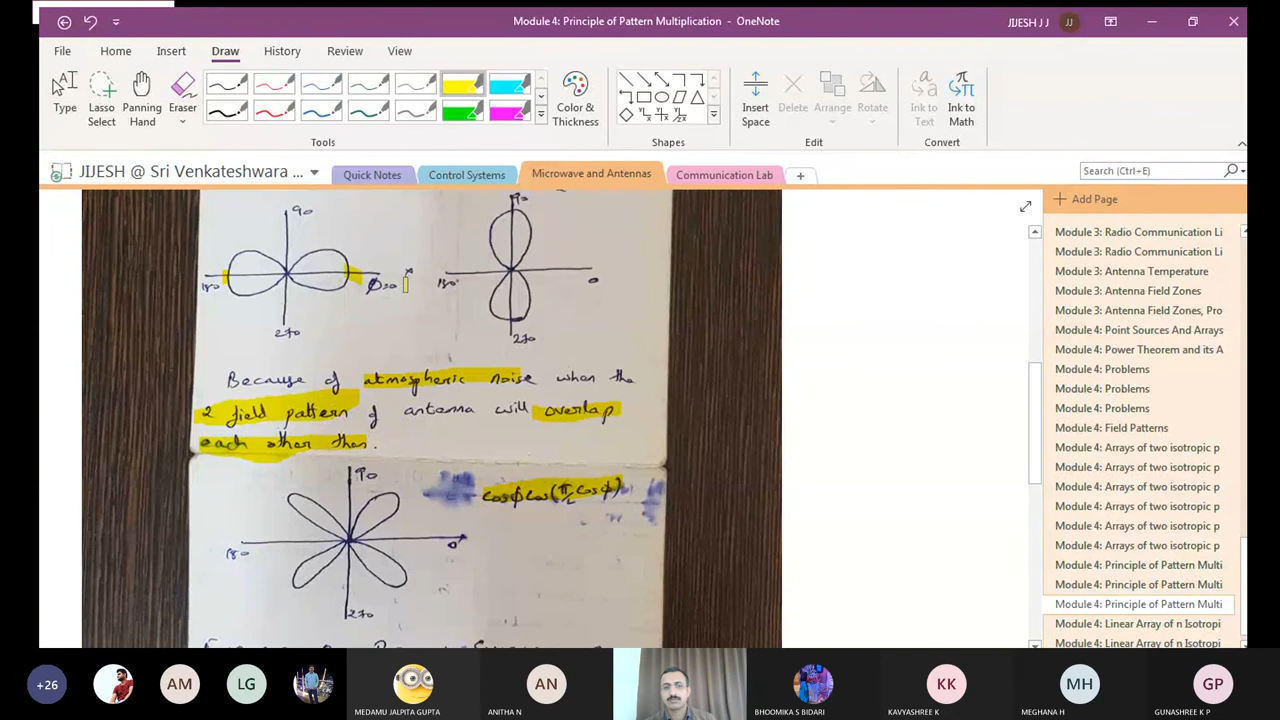 Module 4: Principle of Pattern Multiplication - OneNote
JIJESH J J
JJ
File Home Insert Draw History Review View
Type
Lasso Select
Panning Hand
Eraser
Color & Thickness
Insert Space
Delete
Arrange
Rotate
Ink to Text
Ink to Math
Tools
Shapes
Edit
Convert
JIJESH @ Sri Venkateshwara ...
Quick Notes
Control Systems
Microwave and Antennas
Communication Lab
Search (Ctrl+E)
Add Page
Module 3: Radio Communication Li
Module 3: Radio Communication Li
Module 3: Antenna Temperature
Module 3: Antenna Field Zones
Module 3: Antenna Field Zones, Pro
Module 4: Point Sources And Arrays
Module 4: Power Theorem and its A
Module 4: Problems
Module 4: Problems
Module 4: Problems
Module 4: Field Patterns
Module 4: Arrays of two isotropic p
Module 4: Arrays of two isotropic p
Module 4: Arrays of two isotropic p
Module 4: Arrays of two isotropic p
Module 4: Arrays of two isotropic p
Module 4: Arrays of two isotropic p
Module 4: Principle of Pattern Multi
Module 4: Principle of Pattern Multi
Module 4: Principle of Pattern Multi
Module 4: Linear Array of n Isotropi
Module 4: Linear Array of n Isotropi
90
180
ϕ=0
270
90
180°
0
270
Because of atmospheric noise when the
2 field pattern of antenna will overlap
each other then.
90
cosϕ cos(π/2 cosϕ)
180
0°
270
+26
AM
LG
MEDAMU JALPITA GUPTA
AN
ANITHA N
BHOOMIKA S BIDARI
KK
KAVYASHREE K
MH
MEGHANA H
GP
GUNASHREE K P